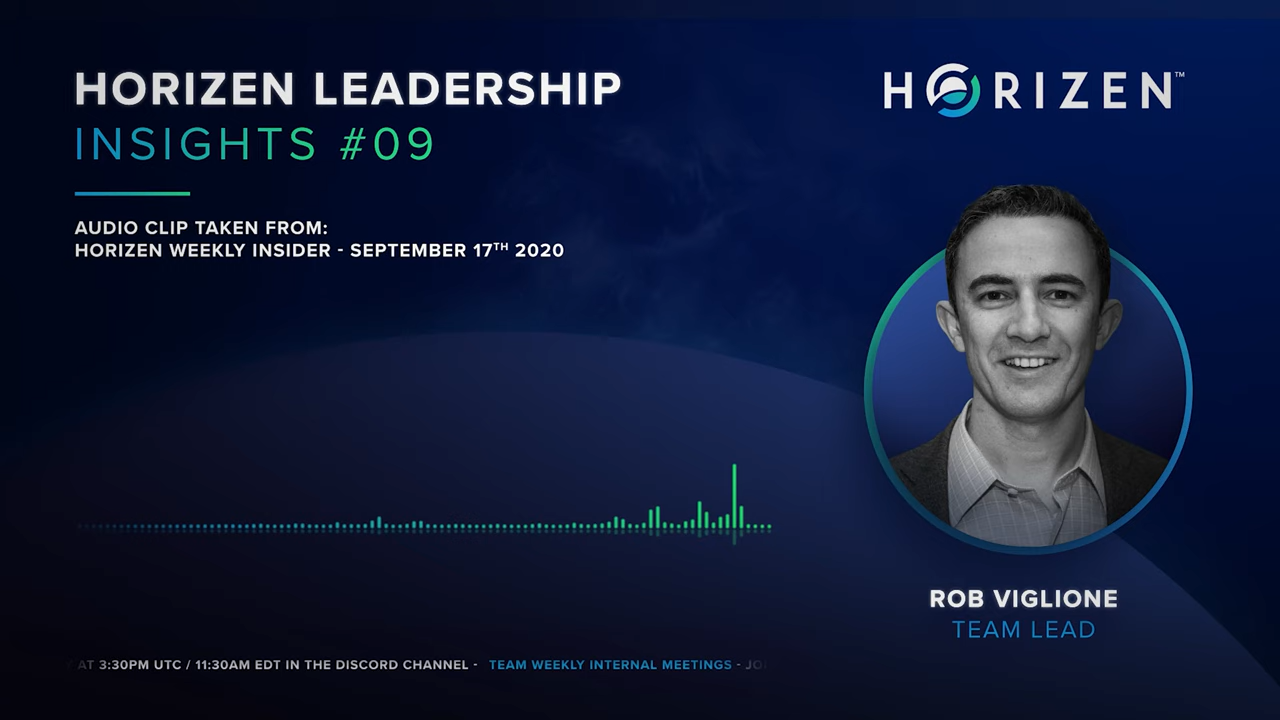 HORIZEN LEADERSHIP
INSIGHTS #09
AUDIO CLIP TAKEN FROM:
HORIZEN WEEKLY INSIDER - SEPTEMBER 17TH 2020
HORIZEN™
ROB VIGLIONE
TEAM LEAD
AT 3:30PM UTC / 11:30AM EDT IN THE DISCORD CHANNEL - TEAM WEEKLY INTERNAL MEETINGS -